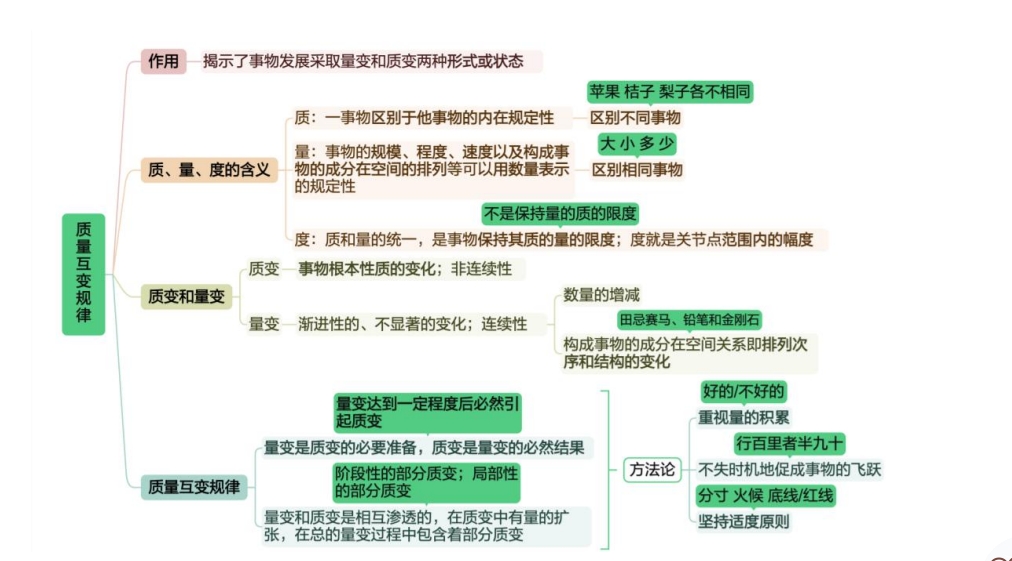 质量互变规律
作用
揭示了事物发展采取量变和质变两种形式或状态
质、量、度的含义
苹果 桔子 梨子各不相同
质：一事物区别于他事物的内在规定性
区别不同事物
大 小 多 少
量：事物的规模、程度、速度以及构成事
物的成分在空间的排列等可以用数量表示
的规定性
区别相同事物
不是保持量的质的限度
度：质和量的统一，是事物保持其质的量的限度；度就是关节点范围内的幅度
质变和量变
质变
事物根本性质的变化；非连续性
量变
渐进性的、不显著的变化；连续性
数量的增减
田忌赛马、铅笔和金刚石
构成事物的成分在空间关系即排列次
序和结构的变化
质量互变规律
量变达到一定程度后必然引
起质变
量变是质变的必要准备，质变是量变的必然结果
阶段性的部分质变；局部性
的部分质变
量变和质变是相互渗透的，在质变中有量的扩
张，在总的量变过程中包含着部分质变
方法论
好的/不好的
重视量的积累
行百里者半九十
不失时机地促成事物的飞跃
分寸 火候 底线/红线
坚持适度原则